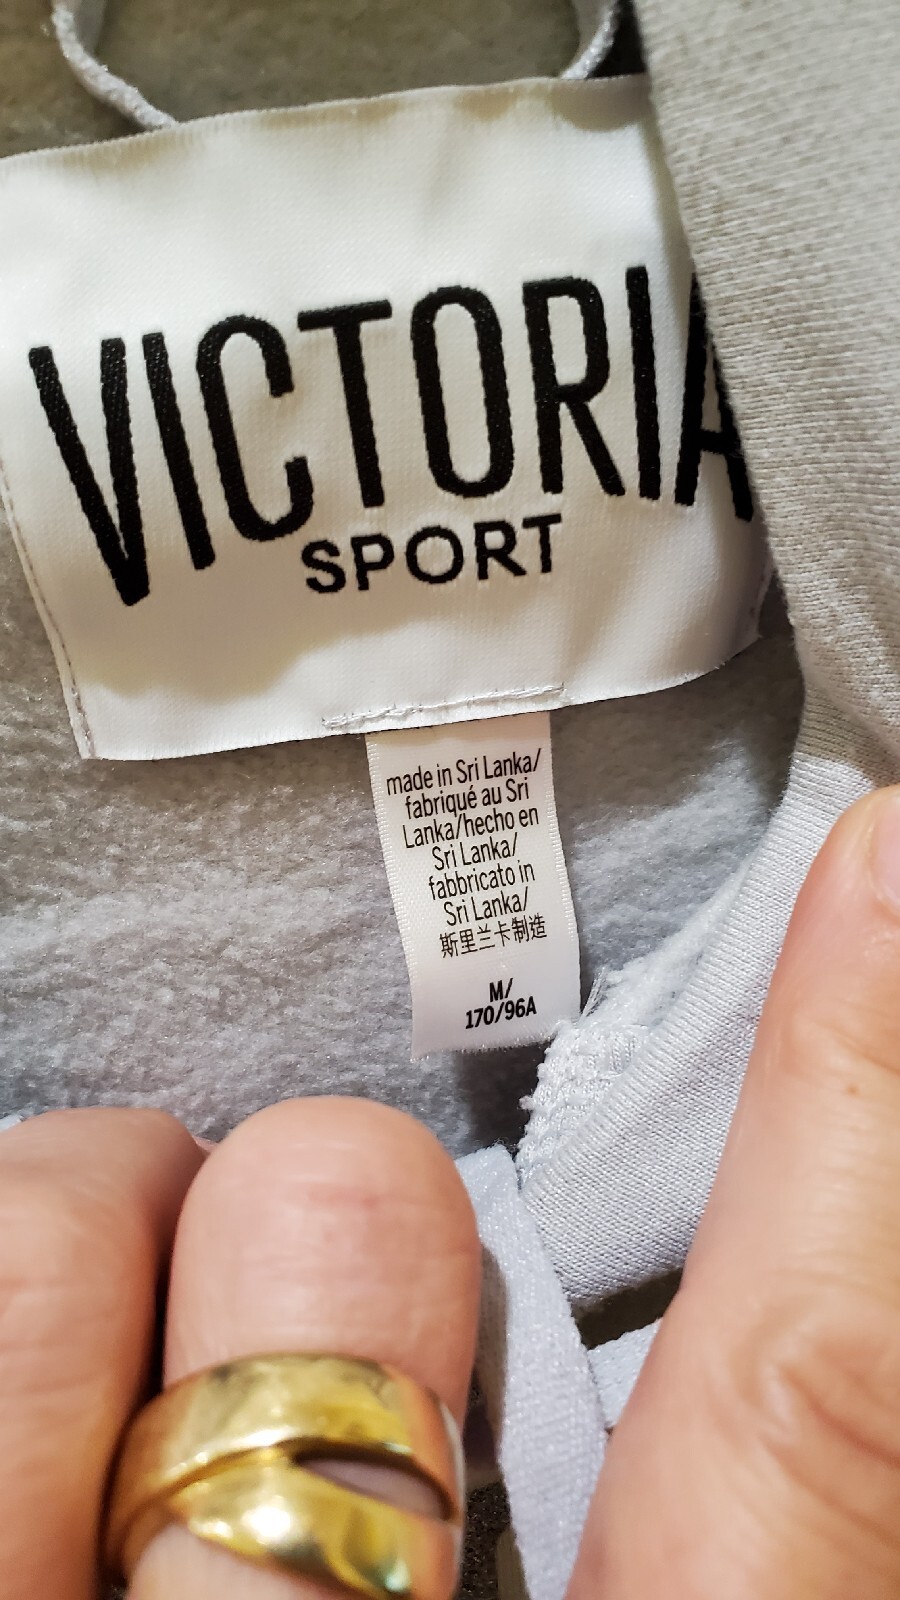 VICTORIA
SPORT
made in Sri Lanka/
fabriqué au Sri
Lanka/hecho en
Sri Lanka/
fabbricato in
Sri Lanka/
斯里兰卡制造
M/
170/96A